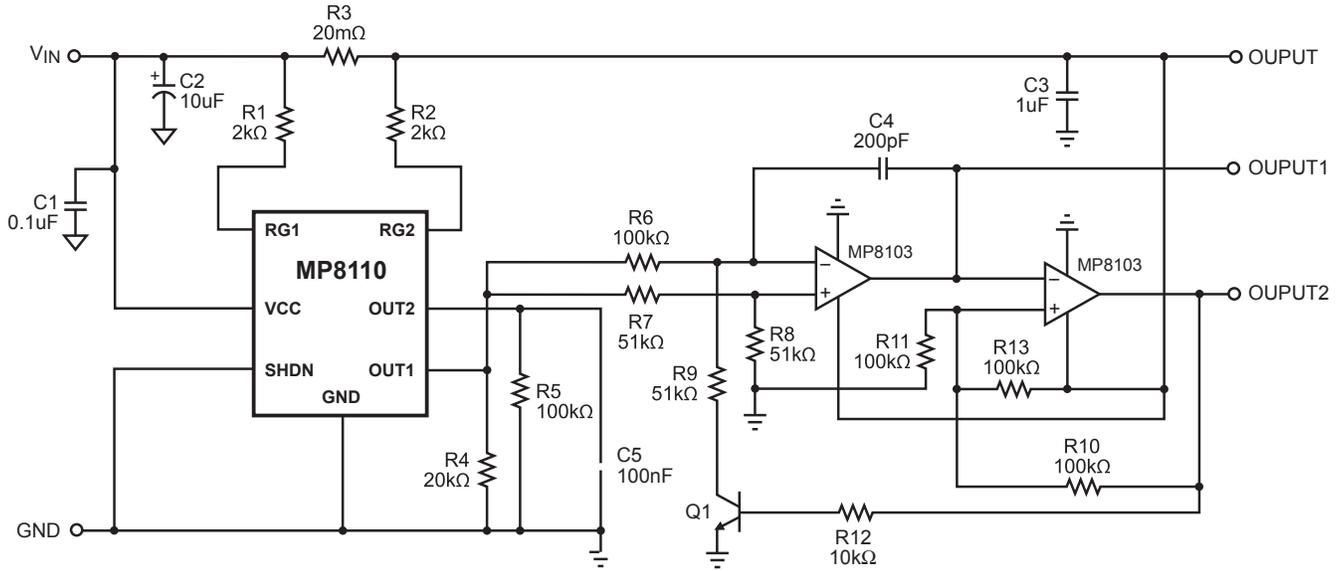 R3
20mΩ
VIN
OUPUT
+
C2
10uF
R1
2kΩ
R2
2kΩ
C3
1uF
C4
200pF
OUPUT1
C1
0.1uF
RG1
RG2
MP8110
VCC
OUT2
SHDN
OUT1
GND
R6
100kΩ
R7
51kΩ
–
+
MP8103
–
+
MP8103
OUPUT2
R8
51kΩ
R11
100kΩ
R13
100kΩ
R9
51kΩ
R5
100kΩ
R4
20kΩ
C5
100nF
R10
100kΩ
Q1
R12
10kΩ
GND